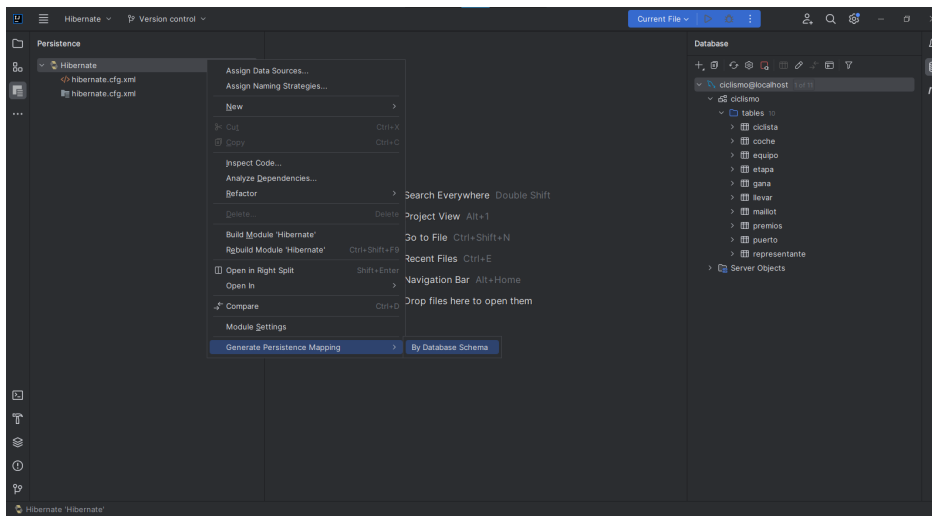 Hibernate Version control Current File
Persistence
Hibernate
hibernate.cfg.xml
hibernate.cfg.xml
Assign Data Sources...
Assign Naming Strategies...
New
Cut Ctrl+X
Copy Ctrl+C
Inspect Code...
Analyze Dependencies...
Refactor
Delete... Delete
Build Module 'Hibernate'
Rebuild Module 'Hibernate' Ctrl+Shift+F9
Open in Right Split Shift+Enter
Open In
Compare Ctrl+D
Module Settings
Generate Persistence Mapping
By Database Schema
Search Everywhere Double Shift
Project View Alt+1
Go to File Ctrl+Shift+N
Recent Files Ctrl+E
Navigation Bar Alt+Home
Drop files here to open them
Database
ciclismo@localhost 1 of 11
ciclismo
tables 10
ciclista
coche
equipo
etapa
gana
llevar
maillot
premios
puerto
representante
Server Objects
Hibernate 'Hibernate'